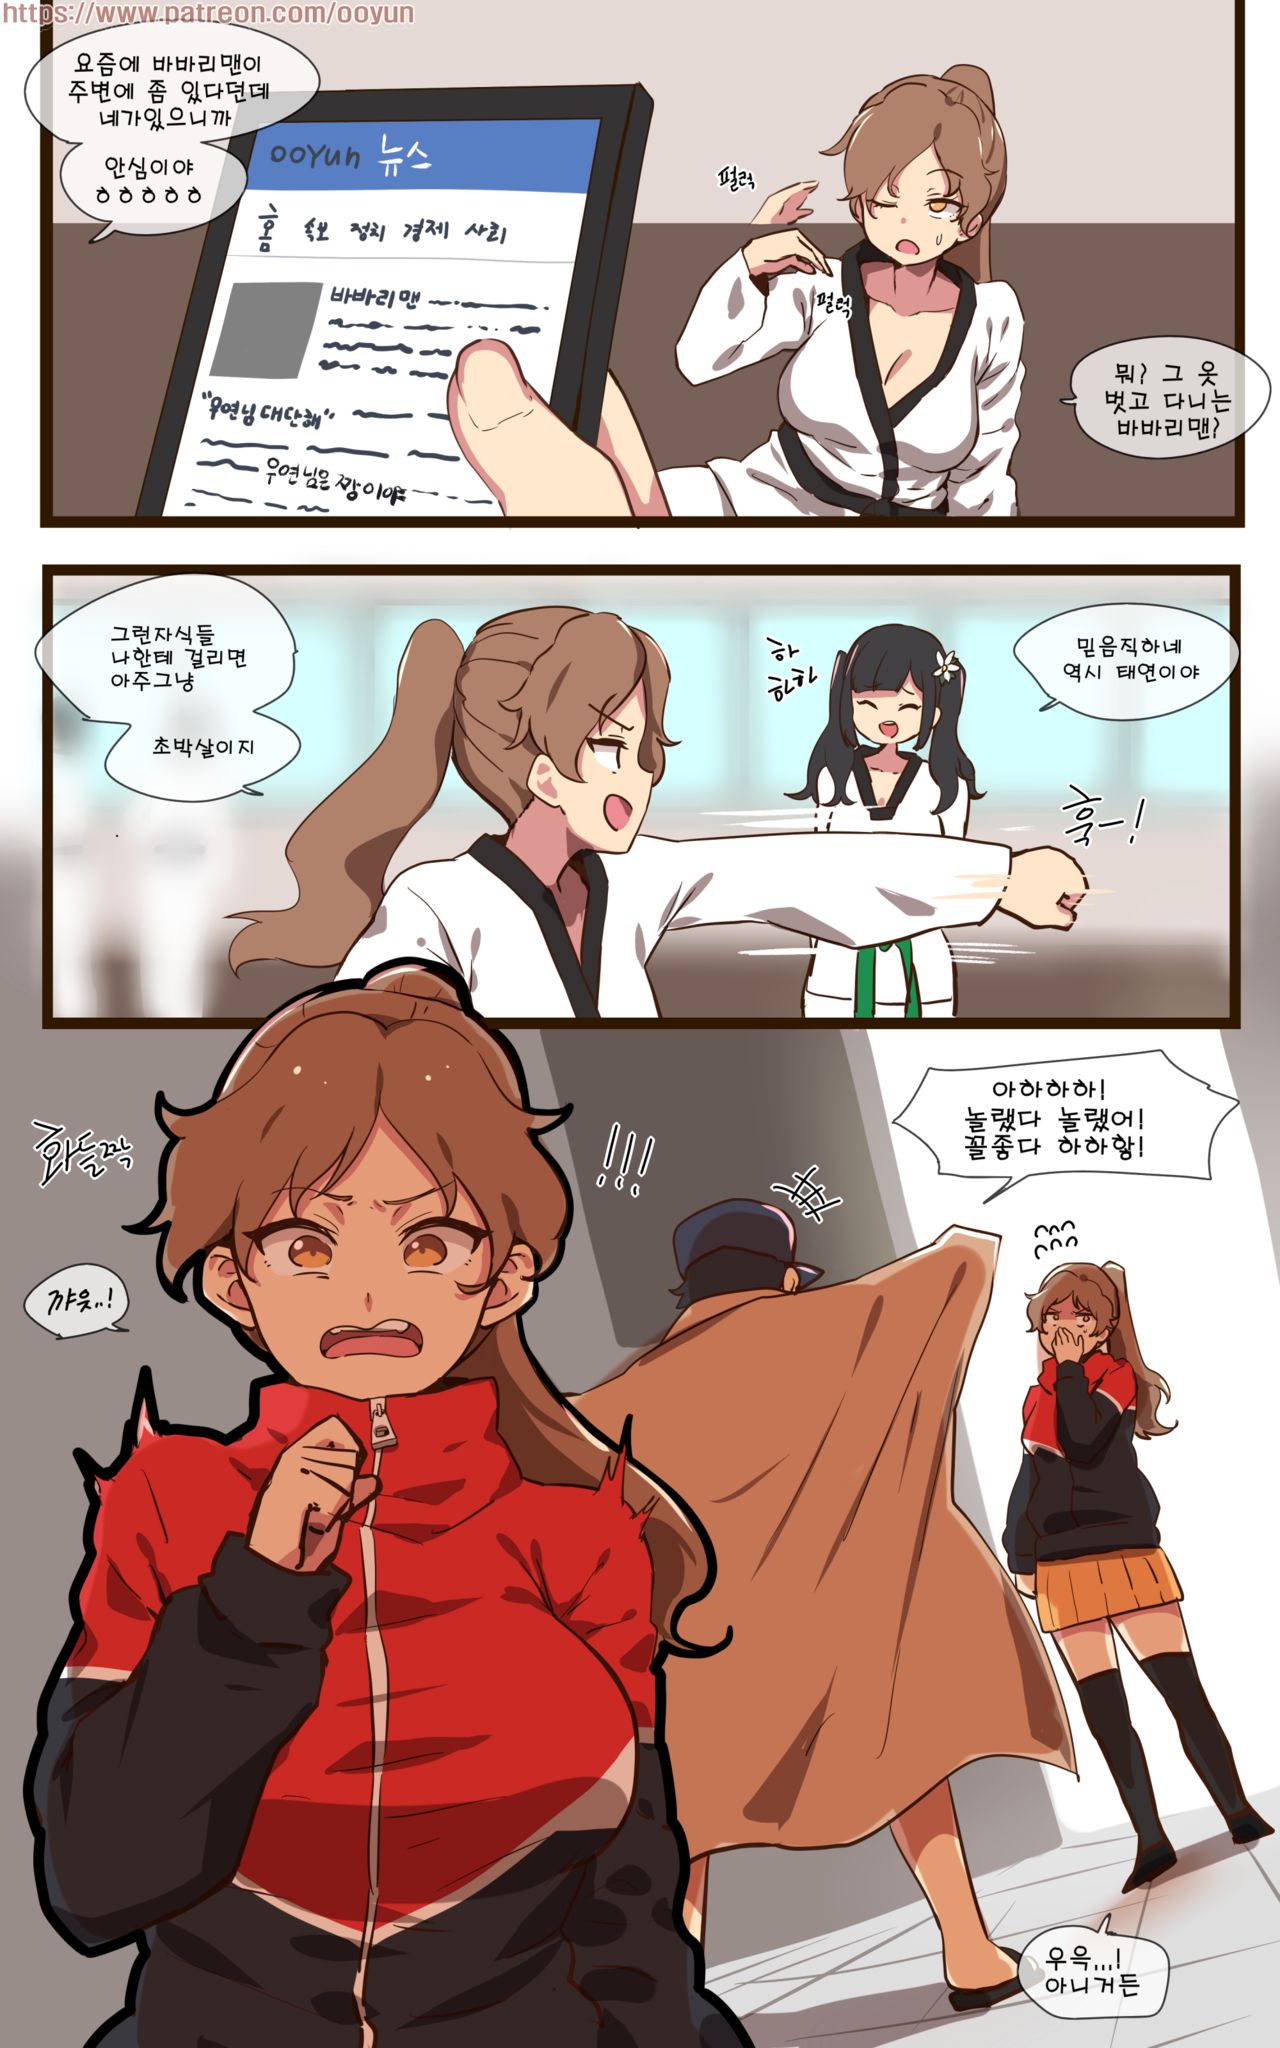 https://www.patreon.com/ooyun
요즘에 바바리맨이
주변에 좀 있다던데
네가있으니까
안심이야
ㅎㅎㅎㅎㅎ
ooyun 뉴스
홈 속보 정치 경제 사회
바바리맨
"우연님 대단해"
우연님은 짱이야
펄럭
펄럭
뭐? 그 옷
벗고 다니는
바바리맨?
그런자식들
나한테 걸리면
아주그냥
초박살이지
하
하하
믿음직하네
역시 태연이야
훅-!
화들짝
!!!
꺄읏..!
아하하하!
놀랬다 놀랬어!
꼴좋다 하하항!
우윽...!
아니거든